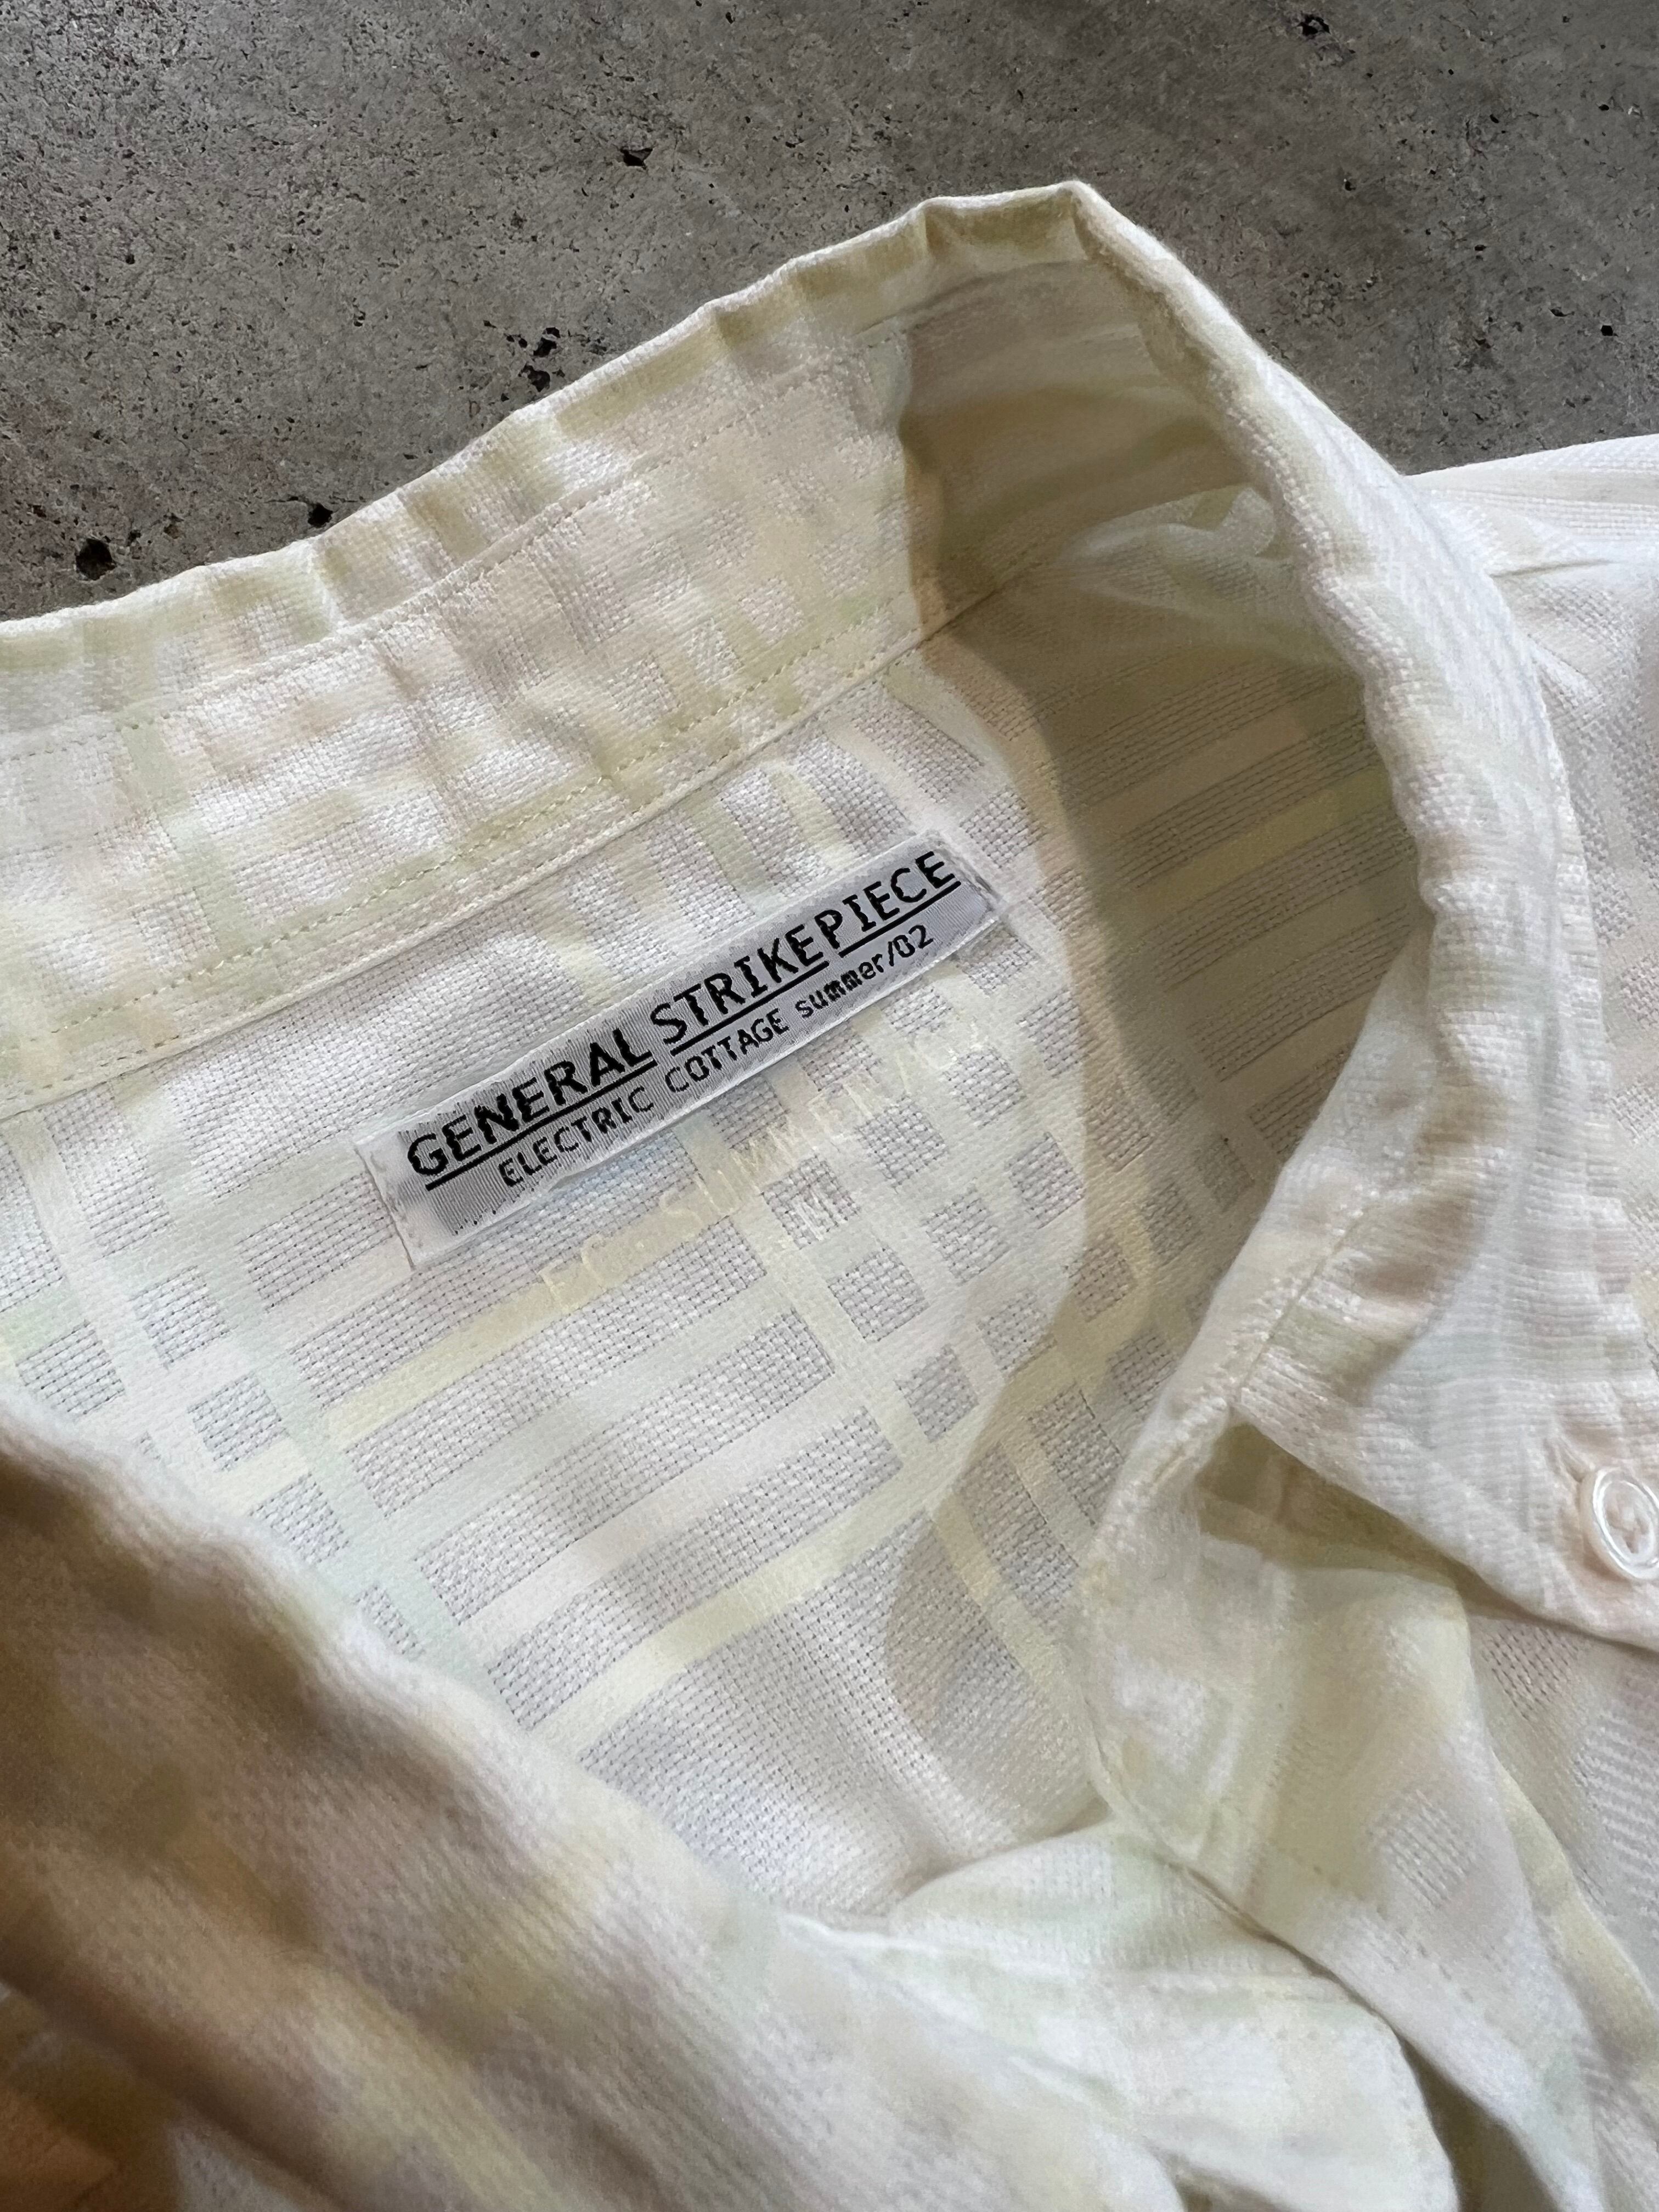 GENERAL STRIKEPIECE
ELECTRIC COTTAGE summer/02
M